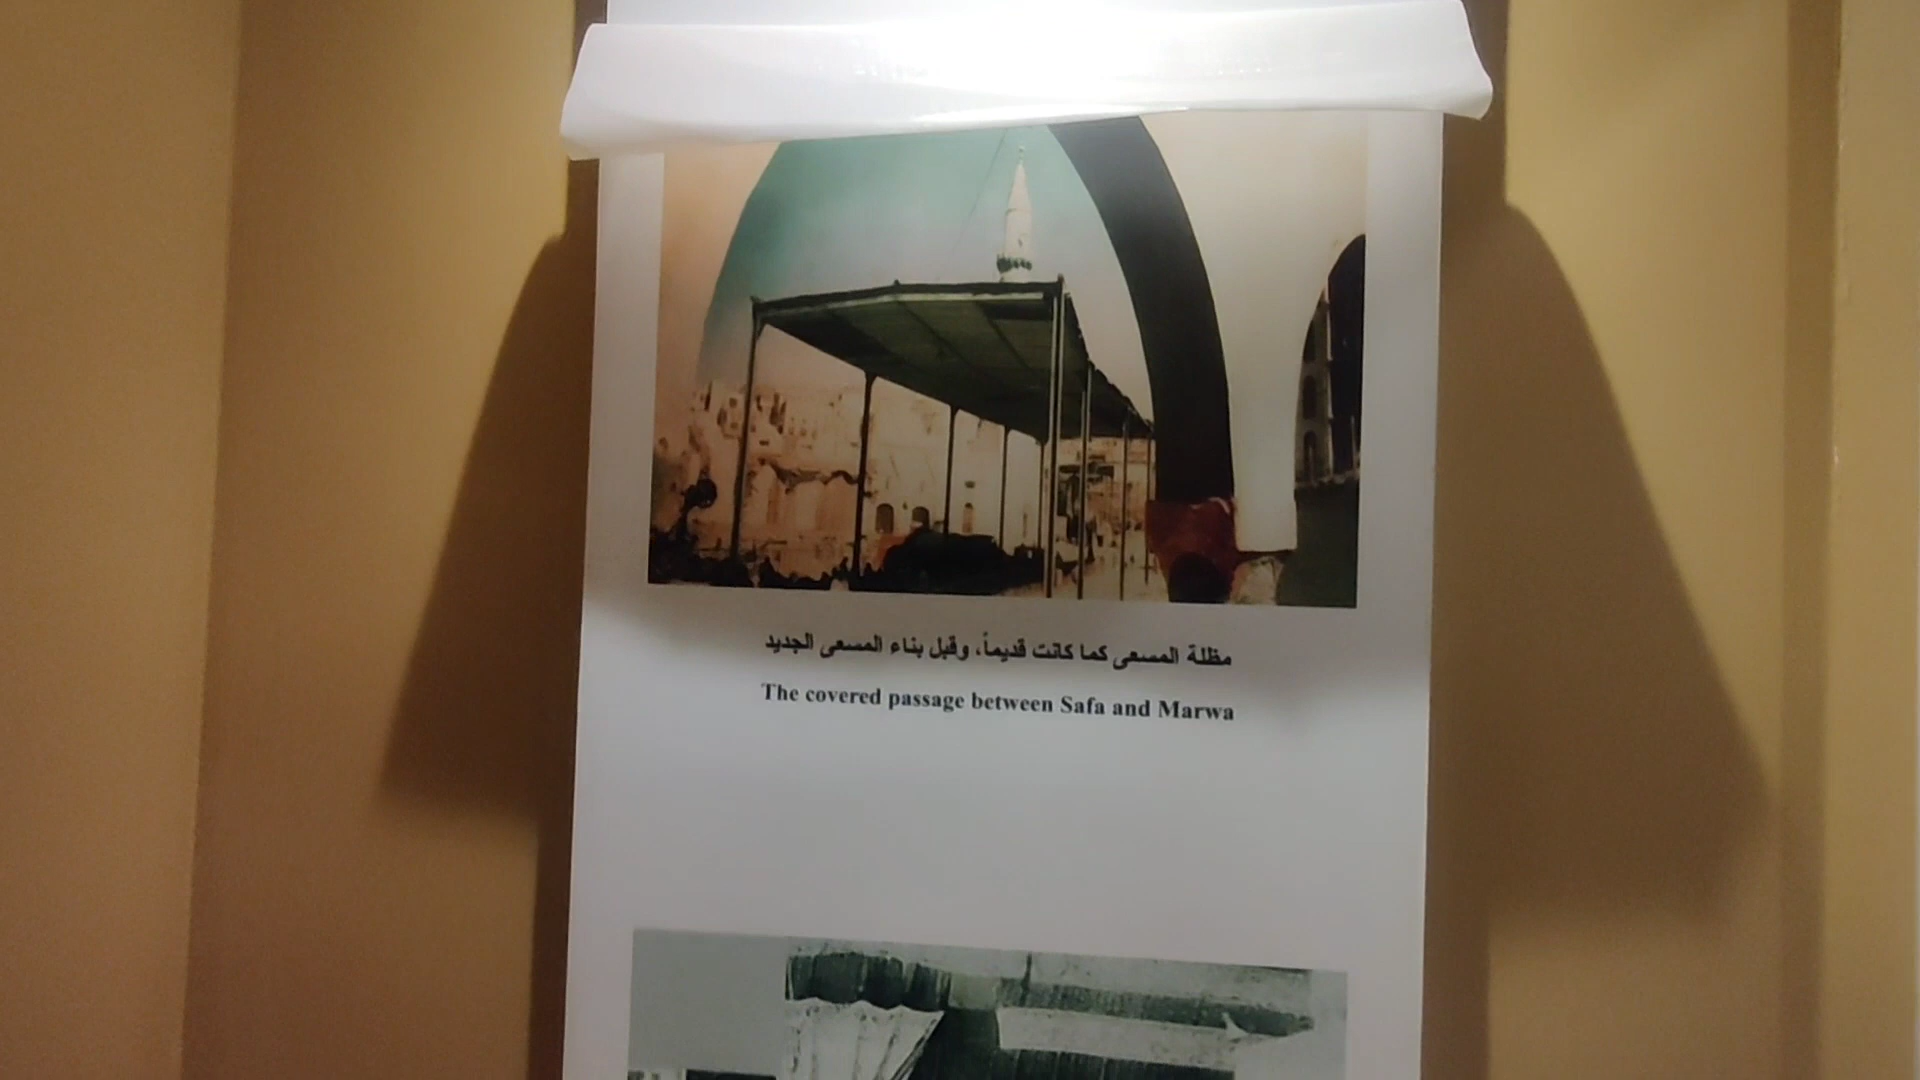 مظلة المسعى كما كانت قديماً، وقبل بناء المسعى الجديد
The covered passage between Safa and Marwa